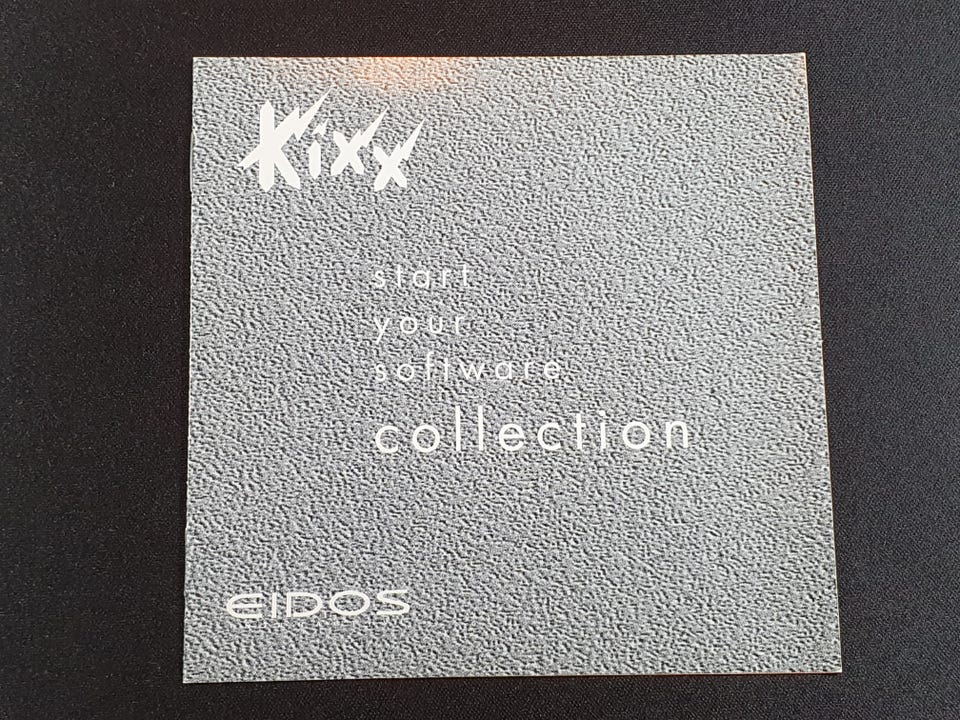 Kixx
start
your
software
collection
EIDOS